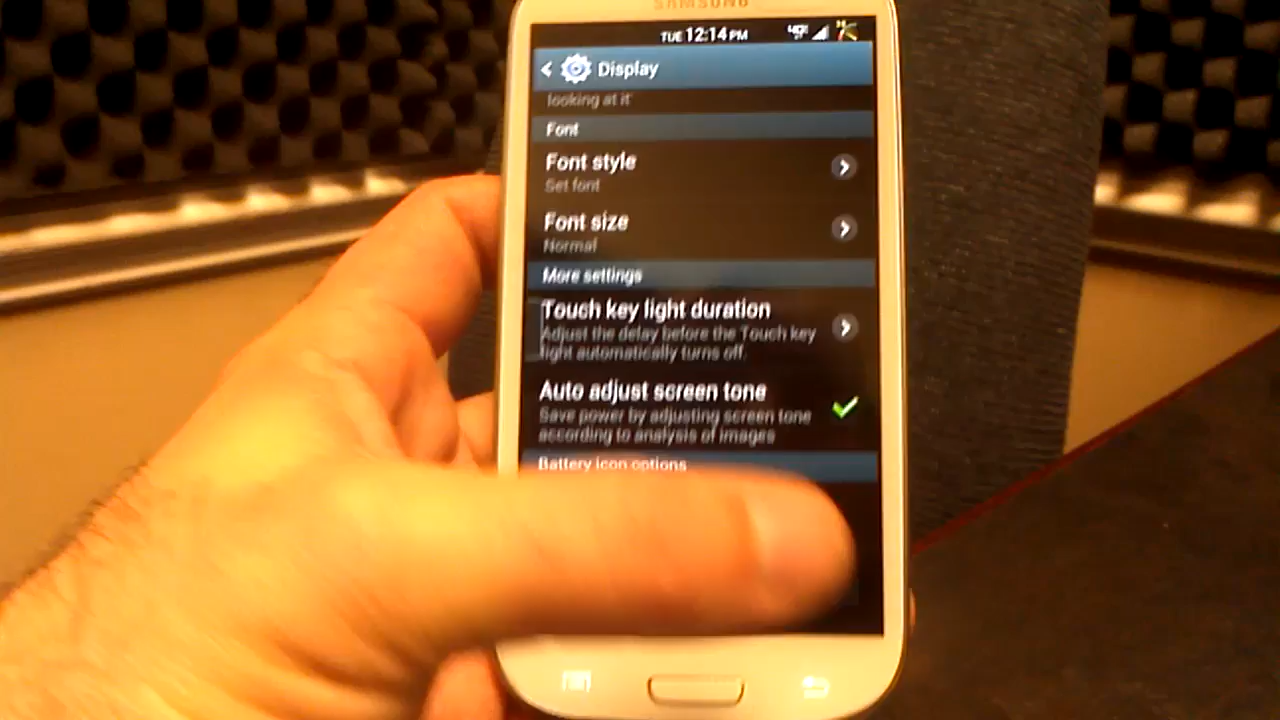 SAMSUNG
TUE 12:14 PM 4G
Display
looking at it
Font
Font style
Set font
Font size
Normal
More settings
Touch key light duration
Adjust the delay before the Touch key
light automatically turns off.
Auto adjust screen tone
Save power by adjusting screen tone
according to analysis of images
Battery icon options